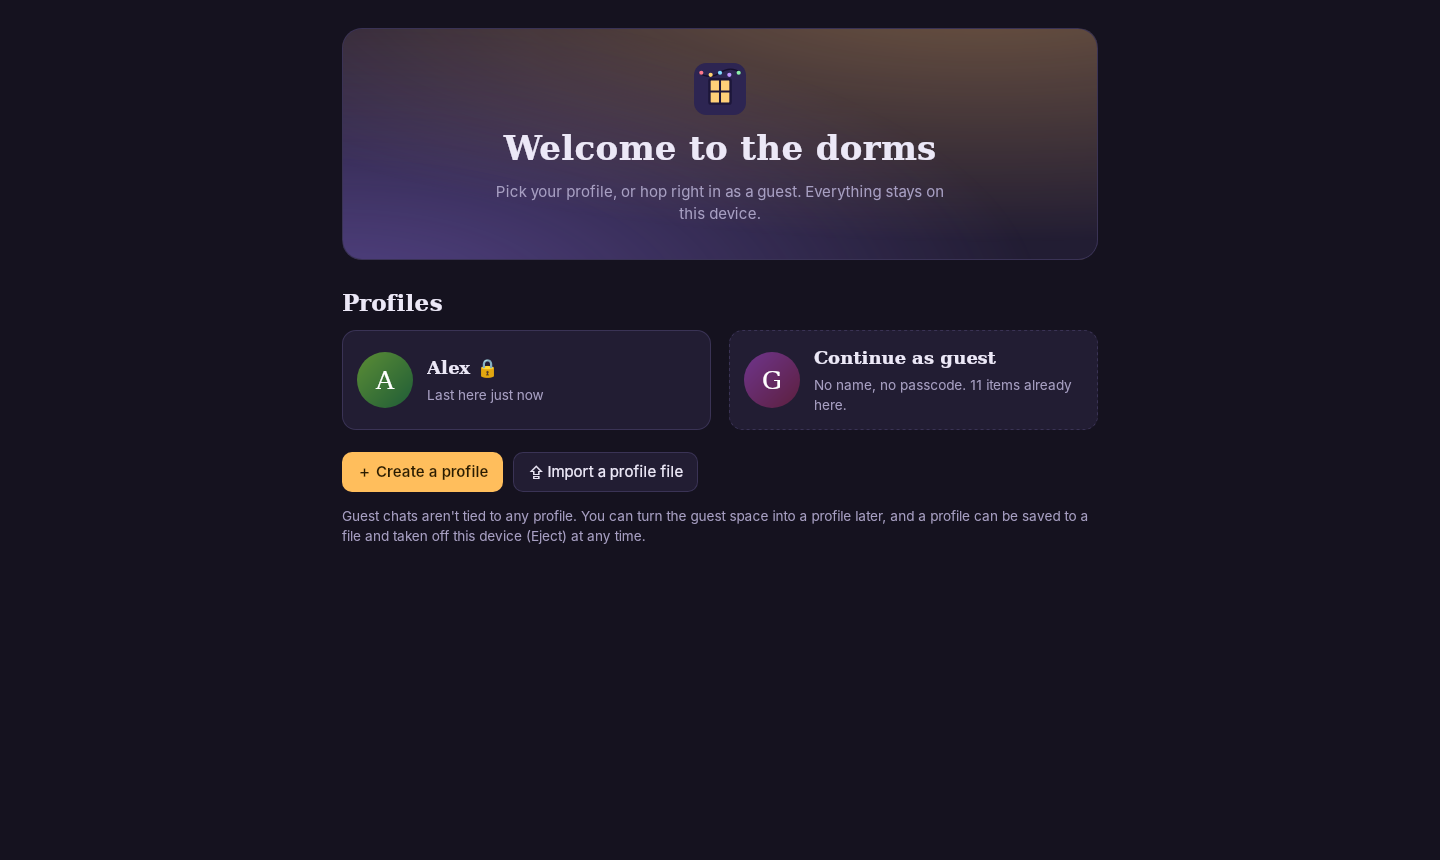 Welcome to the dorms
Pick your profile, or hop right in as a guest. Everything stays on
this device.
Profiles
A
Alex 🔒
Last here just now
G
Continue as guest
No name, no passcode. 11 items already
here.
+ Create a profile
⇪ Import a profile file
Guest chats aren't tied to any profile. You can turn the guest space into a profile later, and a profile can be saved to a
file and taken off this device (Eject) at any time.